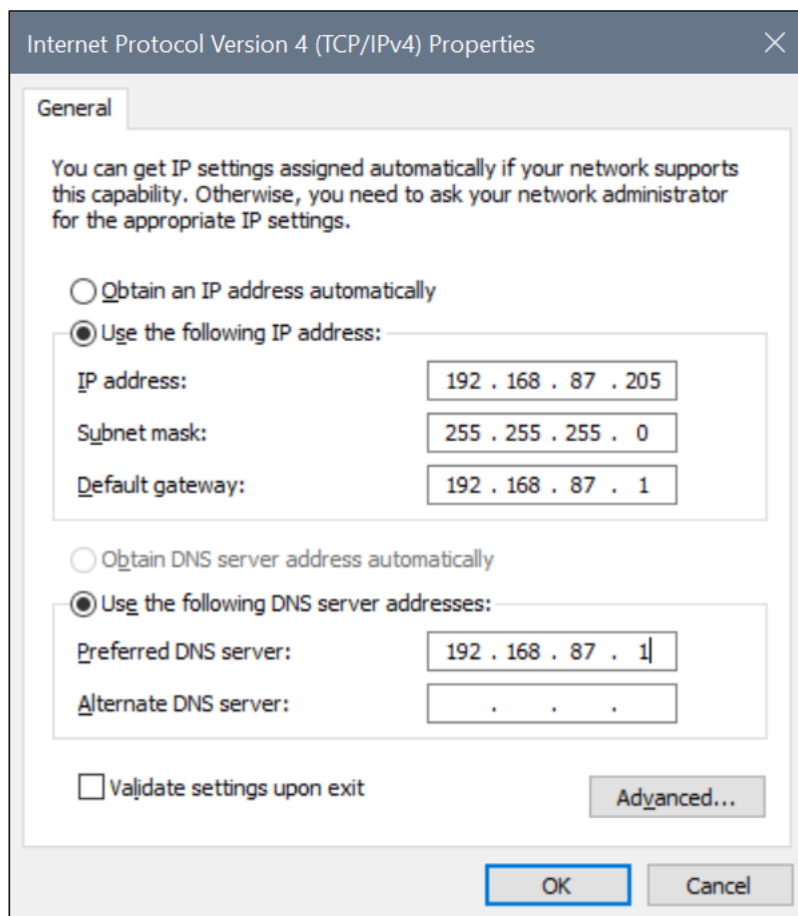 Internet Protocol Version 4 (TCP/IPv4) Properties
General
You can get IP settings assigned automatically if your network supports
this capability. Otherwise, you need to ask your network administrator
for the appropriate IP settings.
Obtain an IP address automatically
Use the following IP address:
IP address: 192 . 168 . 87 . 205
Subnet mask: 255 . 255 . 255 . 0
Default gateway: 192 . 168 . 87 . 1
Obtain DNS server address automatically
Use the following DNS server addresses:
Preferred DNS server: 192 . 168 . 87 . 1
Alternate DNS server: . . .
Validate settings upon exit
Advanced...
OK Cancel